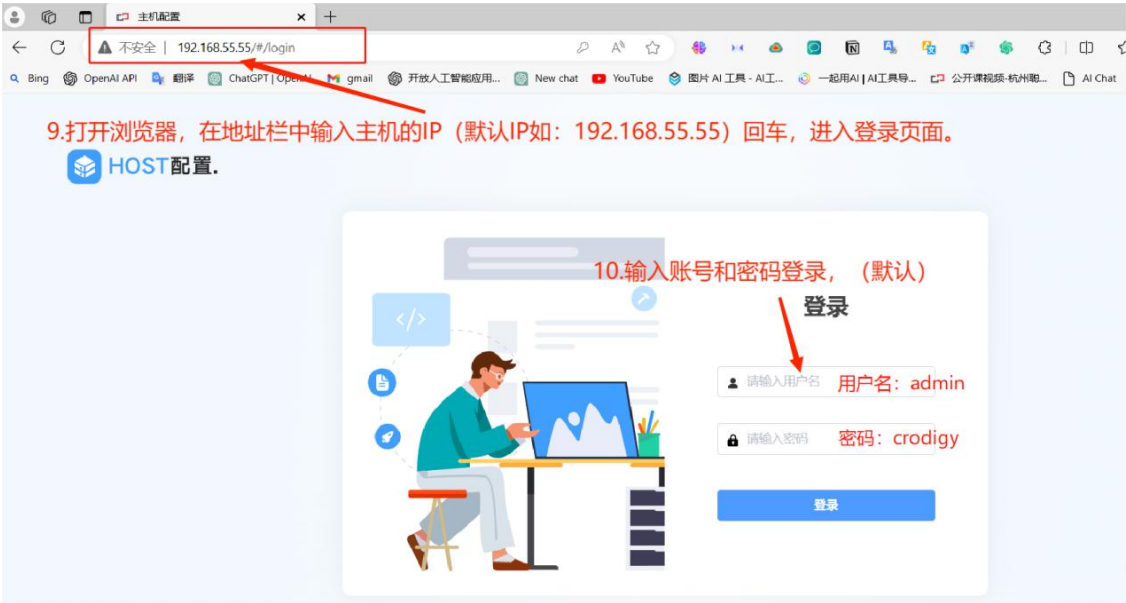 主机配置
不安全 | 192.168.55.55/#/login
Bing OpenAI API 翻译 ChatGPT | OpenAI gmail 开放人工智能应用... New chat YouTube 图片 AI 工具 - AI工... 一起用AI | AI工具导... 公开课视频-杭州聪... AI Chat
9.打开浏览器，在地址栏中输入主机的IP（默认IP如：192.168.55.55）回车，进入登录页面。
HOST配置.
10.输入账号和密码登录，（默认）
登录
</>
请输入用户名 用户名：admin
请输入密码 密码：crodigy
登录